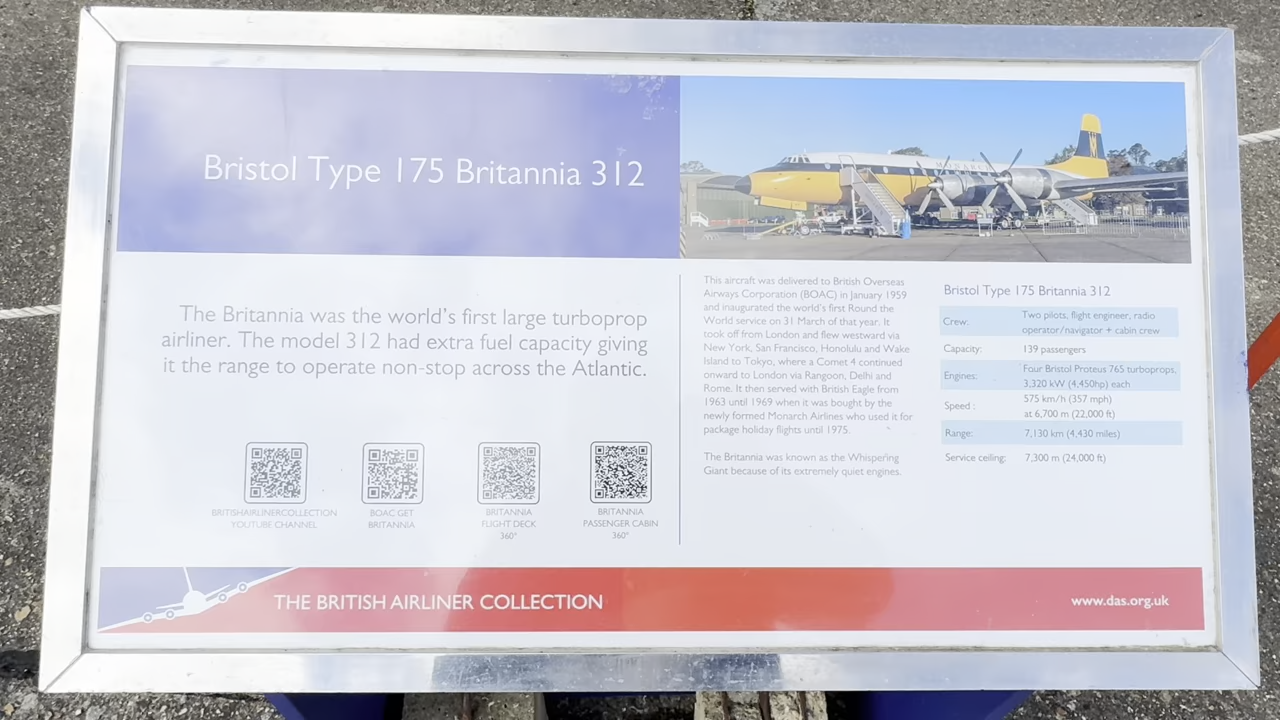 Bristol Type 175 Britannia 312
The Britannia was the world's first large turboprop
airliner. The model 312 had extra fuel capacity giving
it the range to operate non-stop across the Atlantic.
BRITISHAIRLINERCOLLECTION
YOUTUBE CHANNEL
BOAC GET
BRITANNIA
BRITANNIA
FLIGHT DECK
360°
BRITANNIA
PASSENGER CABIN
360°
This aircraft was delivered to British Overseas
Airways Corporation (BOAC) in January 1959
and inaugurated the world's first Round the
World service on 31 March of that year. It
took off from London and flew westward via
New York, San Francisco, Honolulu and Wake
Island to Tokyo, where a Comet 4 continued
onward to London via Rangoon, Delhi and
Rome. It then served with British Eagle from
1963 until 1969 when it was bought by the
newly formed Monarch Airlines who used it for
package holiday flights until 1975.
The Britannia was known as the Whispering
Giant because of its extremely quiet engines.
Bristol Type 175 Britannia 312
Crew: Two pilots, flight engineer, radio
operator/navigator + cabin crew
Capacity: 139 passengers
Engines: Four Bristol Proteus 765 turboprops,
3,320 kW (4,450hp) each
Speed : 575 km/h (357 mph)
at 6,700 m (22,000 ft)
Range: 7,130 km (4,430 miles)
Service ceiling: 7,300 m (24,000 ft)
THE BRITISH AIRLINER COLLECTION
www.das.org.uk